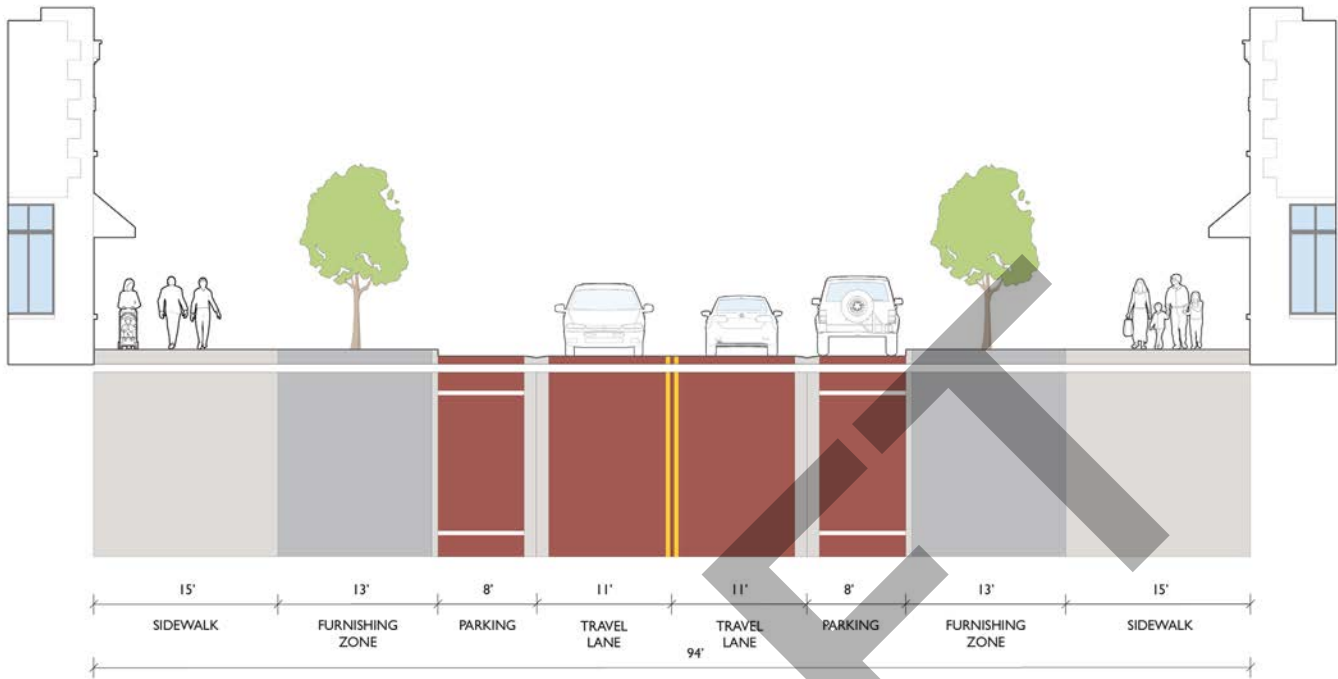 15' 13' 8' 11' 11' 8' 13' 15'
SIDEWALK FURNISHING ZONE PARKING TRAVEL LANE TRAVEL LANE PARKING FURNISHING ZONE SIDEWALK
94'